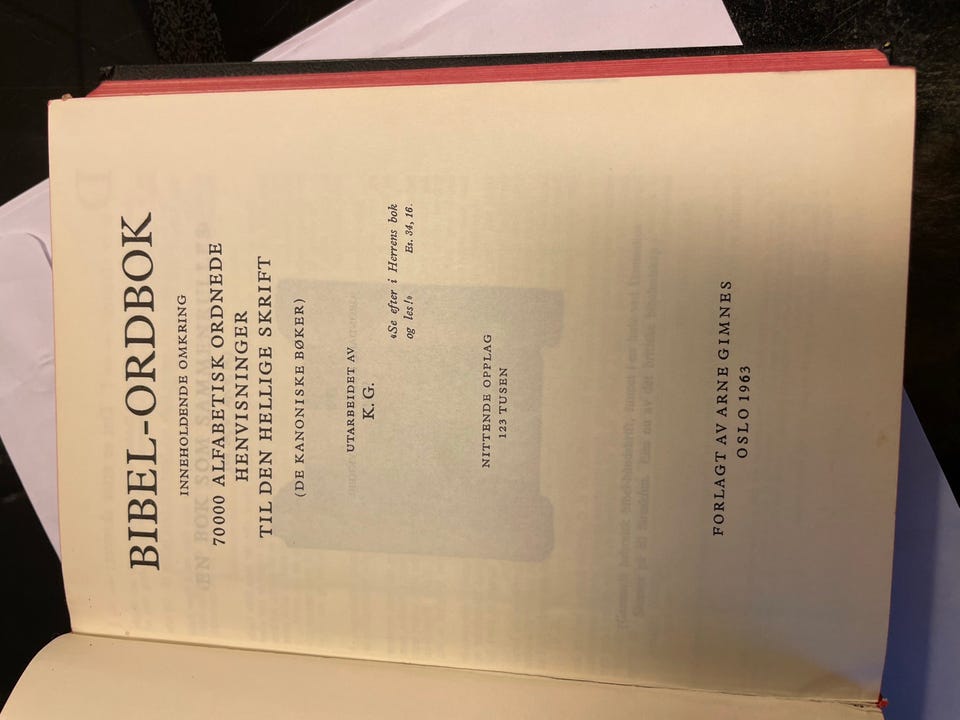 BIBEL-ORDBOK
INNEHOLDENDE OMKRING
70000 ALFABETISK ORDNEDE
HENVISNINGER
TIL DEN HELLIGE SKRIFT
(DE KANONISKE BØKER)
UTARBEIDET AV
K. G.
«Se efter i Herrens bok
og les!» Es. 34, 16.
NITTENDE OPPLAG
123 TUSEN
FORLAGT AV ARNE GIMNES
OSLO 1963